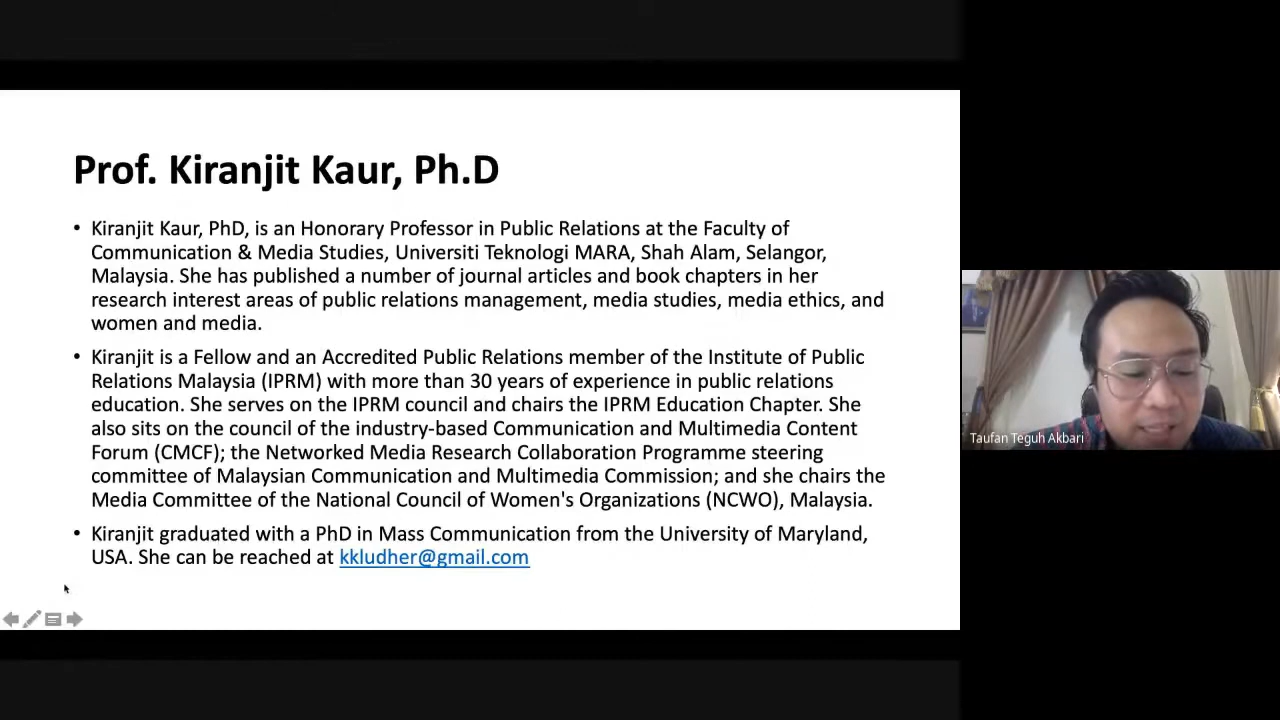 Prof. Kiranjit Kaur, Ph.D
• Kiranjit Kaur, PhD, is an Honorary Professor in Public Relations at the Faculty of
Communication & Media Studies, Universiti Teknologi MARA, Shah Alam, Selangor,
Malaysia. She has published a number of journal articles and book chapters in her
research interest areas of public relations management, media studies, media ethics, and
women and media.
• Kiranjit is a Fellow and an Accredited Public Relations member of the Institute of Public
Relations Malaysia (IPRM) with more than 30 years of experience in public relations
education. She serves on the IPRM council and chairs the IPRM Education Chapter. She
also sits on the council of the industry-based Communication and Multimedia Content
Forum (CMCF); the Networked Media Research Collaboration Programme steering
committee of Malaysian Communication and Multimedia Commission; and she chairs the
Media Committee of the National Council of Women's Organizations (NCWO), Malaysia.
• Kiranjit graduated with a PhD in Mass Communication from the University of Maryland,
USA. She can be reached at kkludher@gmail.com
Taufan Teguh Akbari